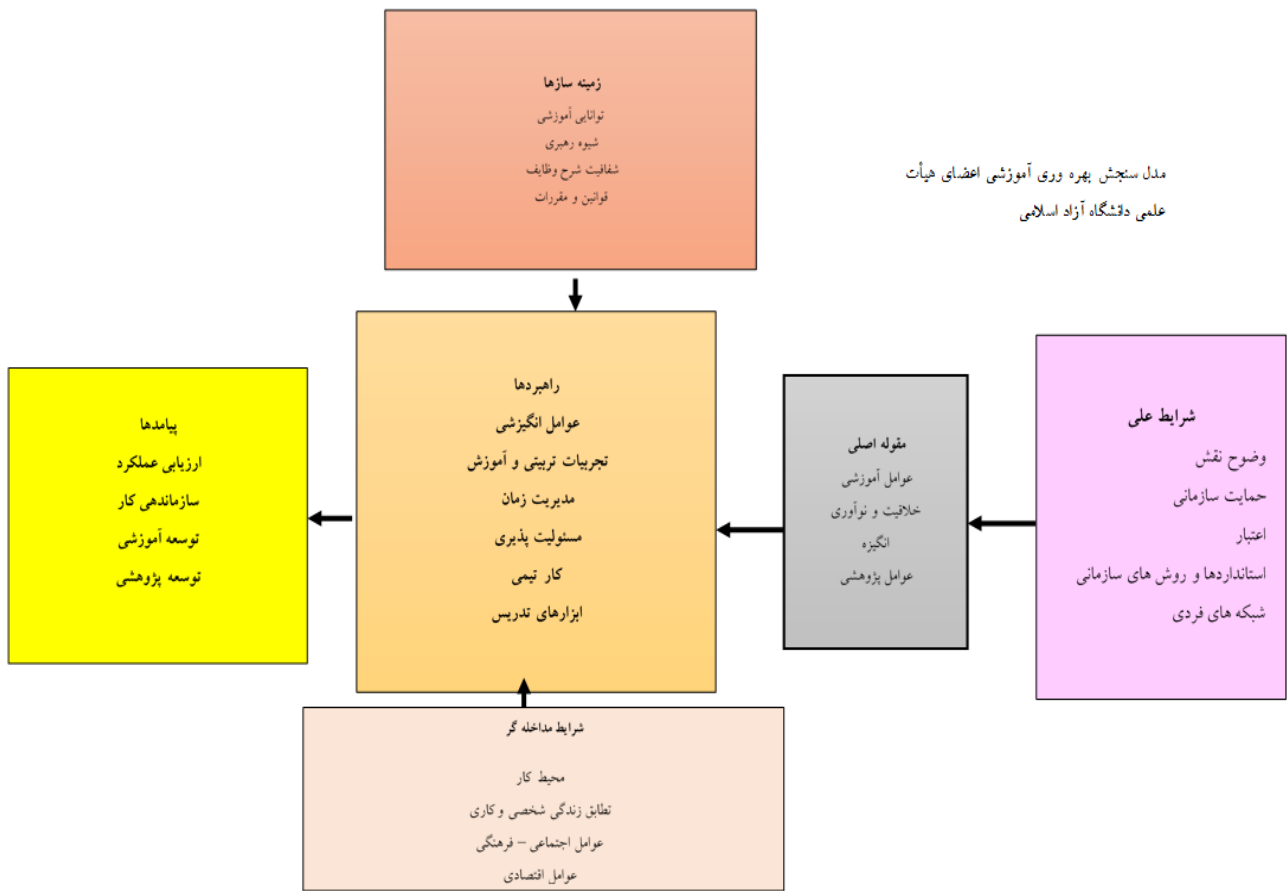 زمینه سازها
توانایی آموزشی
شیوه رهبری
شفافیت شرح وظایف
قوانین و مقررات
مدل سنجش بهره وری آموزشی اعضای هیأت
علمی دانشگاه آزاد اسلامی
شرایط علی
وضوح نقش
حمایت سازمانی
اعتبار
استانداردها و روش های سازمانی
شبکه های فردی
مقوله اصلی
عوامل آموزشی
خلاقیت و نوآوری
انگیزه
عوامل پژوهشی
راهبردها
عوامل انگیزشی
تجربیات تربیتی و آموزش
مدیریت زمان
مسئولیت پذیری
کار تیمی
ابزارهای تدریس
پیامدها
ارزیابی عملکرد
سازماندهی کار
توسعه آموزشی
توسعه پژوهشی
شرایط مداخله گر
محیط کار
تطابق زندگی شخصی و کاری
عوامل اجتماعی – فرهنگی
عوامل اقتصادی